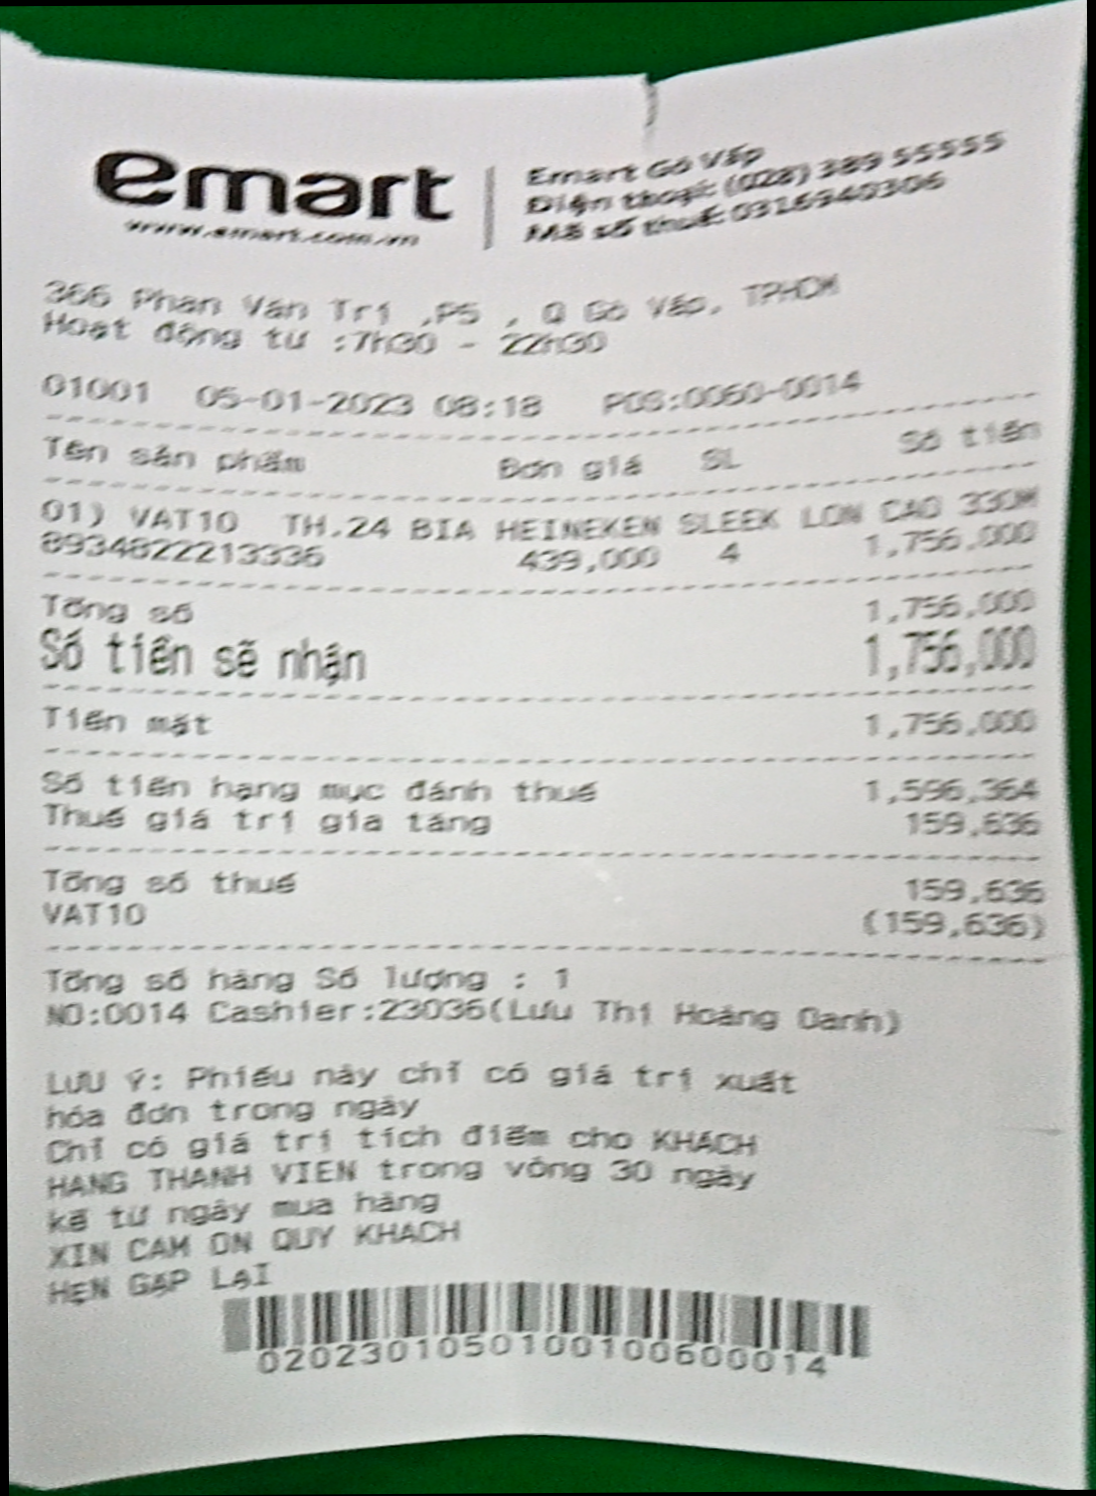 emart
www.emart.com.vn
Emart Gò Vấp
Điện thoại: (028) 389 55555
Mã số thuế: 0316940306
366 Phan Văn Trị ,P5 , Q Gò Vấp, TPHCM
Hoạt động từ :7h30 - 22h30
01001 05-01-2023 08:18 POS:0060-0014
Tên sản phẩm Đơn giá SL Số tiền
01) VAT10 TH.24 BIA HEINEKEN SLEEK LON CAO 330M
8934822213336 439,000 4 1,756,000
Tổng số 1,756,000
Số tiền sẽ nhận 1,756,000
Tiền mặt 1,756,000
Số tiền hạng mục đánh thuế 1,596,364
Thuế giá trị gia tăng 159,636
Tổng số thuế 159,636
VAT10 (159,636)
Tổng số hàng Số lượng : 1
NO:0014 Cashier:23036(Lưu Thị Hoàng Oanh)
LƯU Ý: Phiếu này chỉ có giá trị xuất
hóa đơn trong ngày
Chỉ có giá trị tích điểm cho KHÁCH
HÀNG THÀNH VIÊN trong vòng 30 ngày
kể từ ngày mua hàng
XIN CẢM ƠN QUÝ KHÁCH
HẸN GẶP LẠI
0202301050100100600014